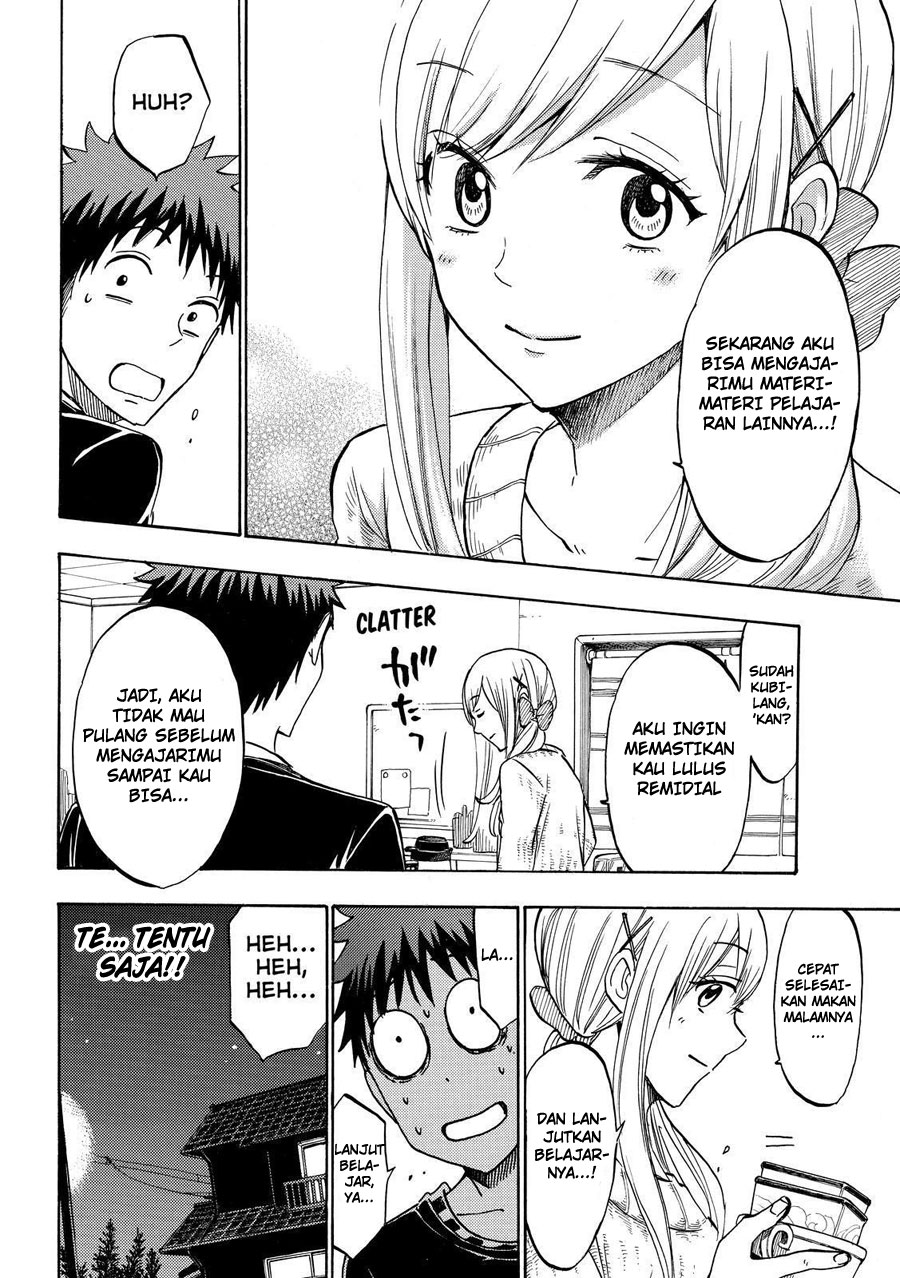 SEKARANG AKU
BISA MENGAJA-
RIMU MATERI-
MATERI PELAJA-
RAN LAINNYA...!
HUH?
SUDAH
KUBI-
LANG,
'KAN?
AKU INGIN
MEMASTIKAN
KAU LULUS
REMIDIAL
CLATTER
ガタっ
JADI, AKU
TIDAK MAU
PULANG SEBELUM
MENGAJARIMU
SAMPAI KAU
BISA...
CEPAT
SELESAI-
KAN MAKAN
MALAMNYA
...
DAN LAN-
JUTKAN
BELAJAR-
NYA...!
LA...
LANJUT
BELA-
JAR,
YA...
HEH...
HEH,
HEH...
TE... TENTU
SAJA!!